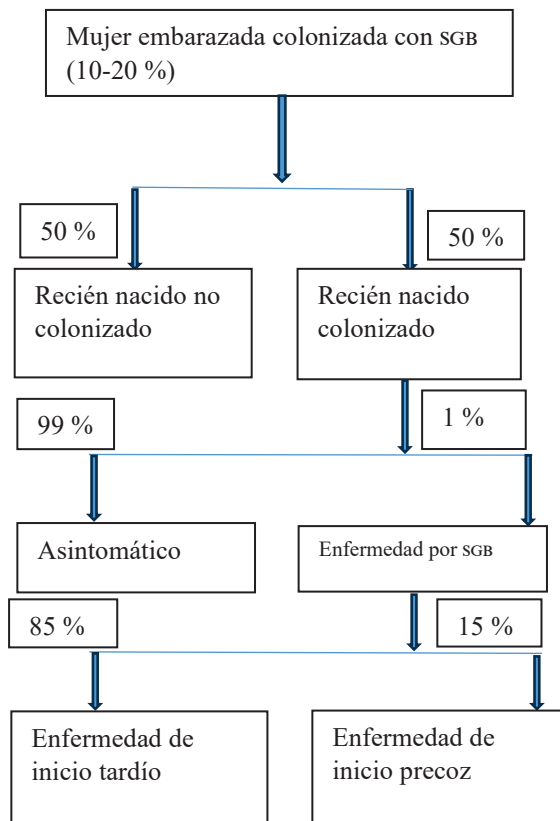 Mujer embarazada colonizada con SGB
(10-20 %)
50 %
50 %
Recién nacido no
colonizado
Recién nacido
colonizado
99 %
1 %
Asintomático
Enfermedad por SGB
85 %
15 %
Enfermedad de
inicio tardío
Enfermedad de
inicio precoz